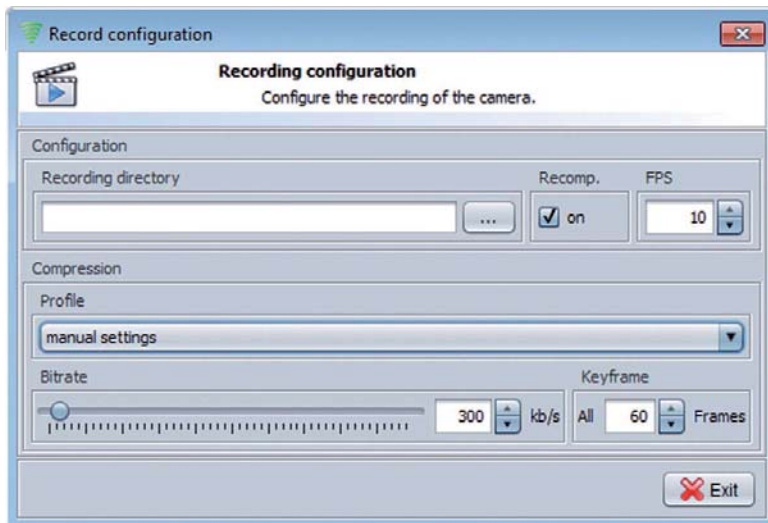 Record configuration
Recording configuration
Configure the recording of the camera.
Configuration
Recording directory
Recomp.
FPS
...
on
10
Compression
Profile
manual settings
Bitrate
Keyframe
300 kb/s
All 60 Frames
Exit